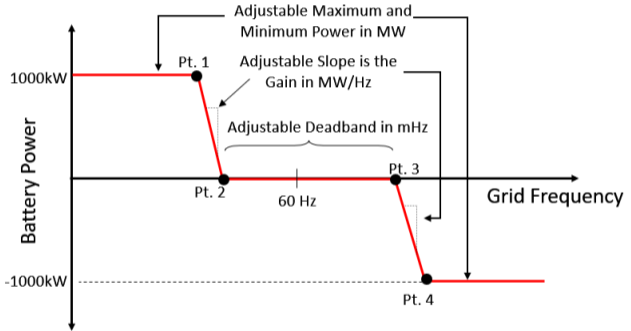 Adjustable Maximum and
Minimum Power in MW
Pt. 1
Adjustable Slope is the
Gain in MW/Hz
1000kW
Adjustable Deadband in mHz
Battery Power
Pt. 2
60 Hz
Pt. 3
Grid Frequency
-1000kW
Pt. 4